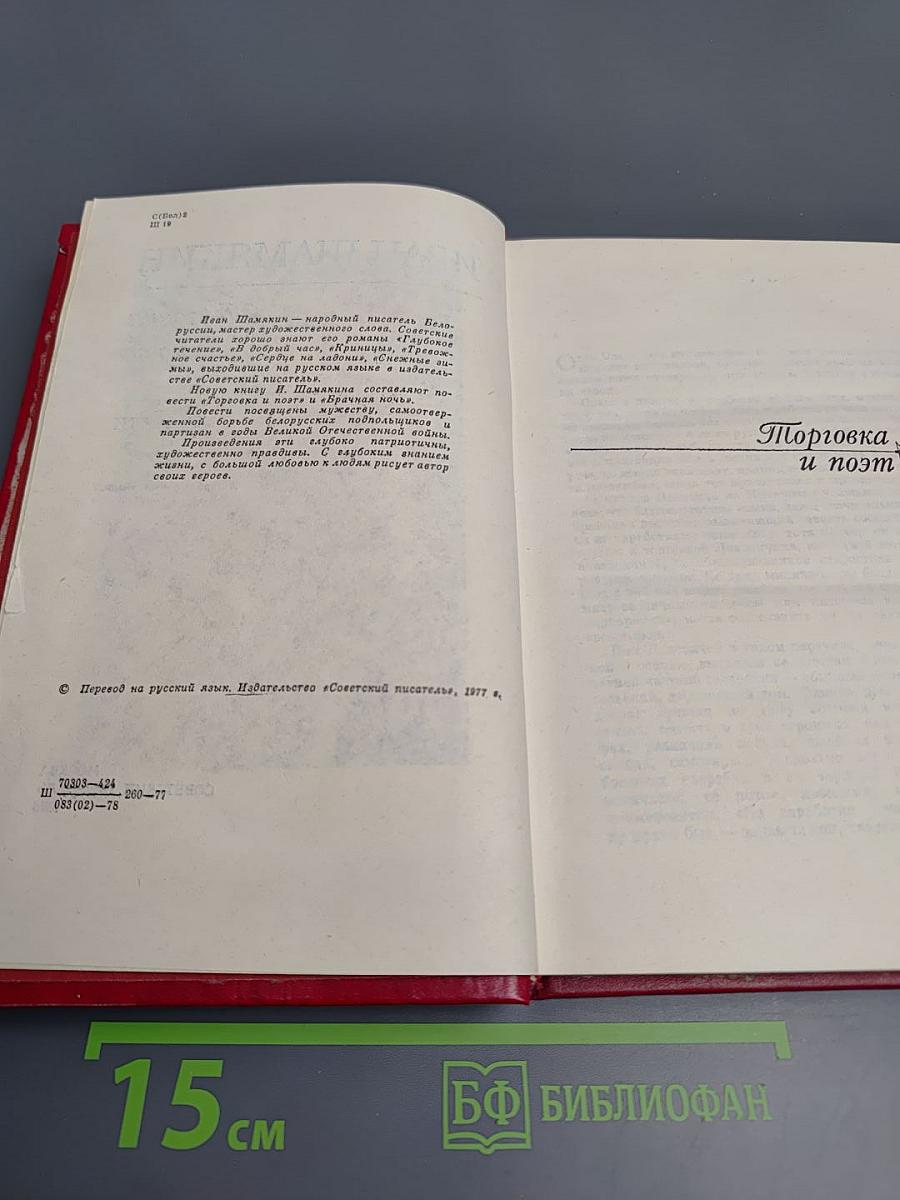 С(Бел)2
Ш 19
Иван Шамякин — народный писатель Бело-
руссии, мастер художественного слова. Советские
читатели хорошо знают его романы «Глубокое
течение», «В добрый час», «Криницы», «Тревож-
ное счастье», «Сердце на ладони», «Снежные зи-
мы», выходившие на русском языке в издатель-
стве «Советский писатель».
Новую книгу И. Шамякина составляют по-
вести «Торговка и поэт» и «Брачная ночь».
Повести посвящены мужеству, самоотвер-
женной борьбе белорусских подпольщиков и
партизан в годы Великой Отечественной войны.
Произведения эти глубоко патриотичны,
художественно правдивы. С глубоким знанием
жизни, с большой любовью к людям рисует автор
своих героев.
© Перевод на русский язык. Издательство «Советский писатель», 1977 г.
Ш 70303—424
083(02)—78 260—77
Торговка
и поэт
15 см
БФ БИБЛИОФАН